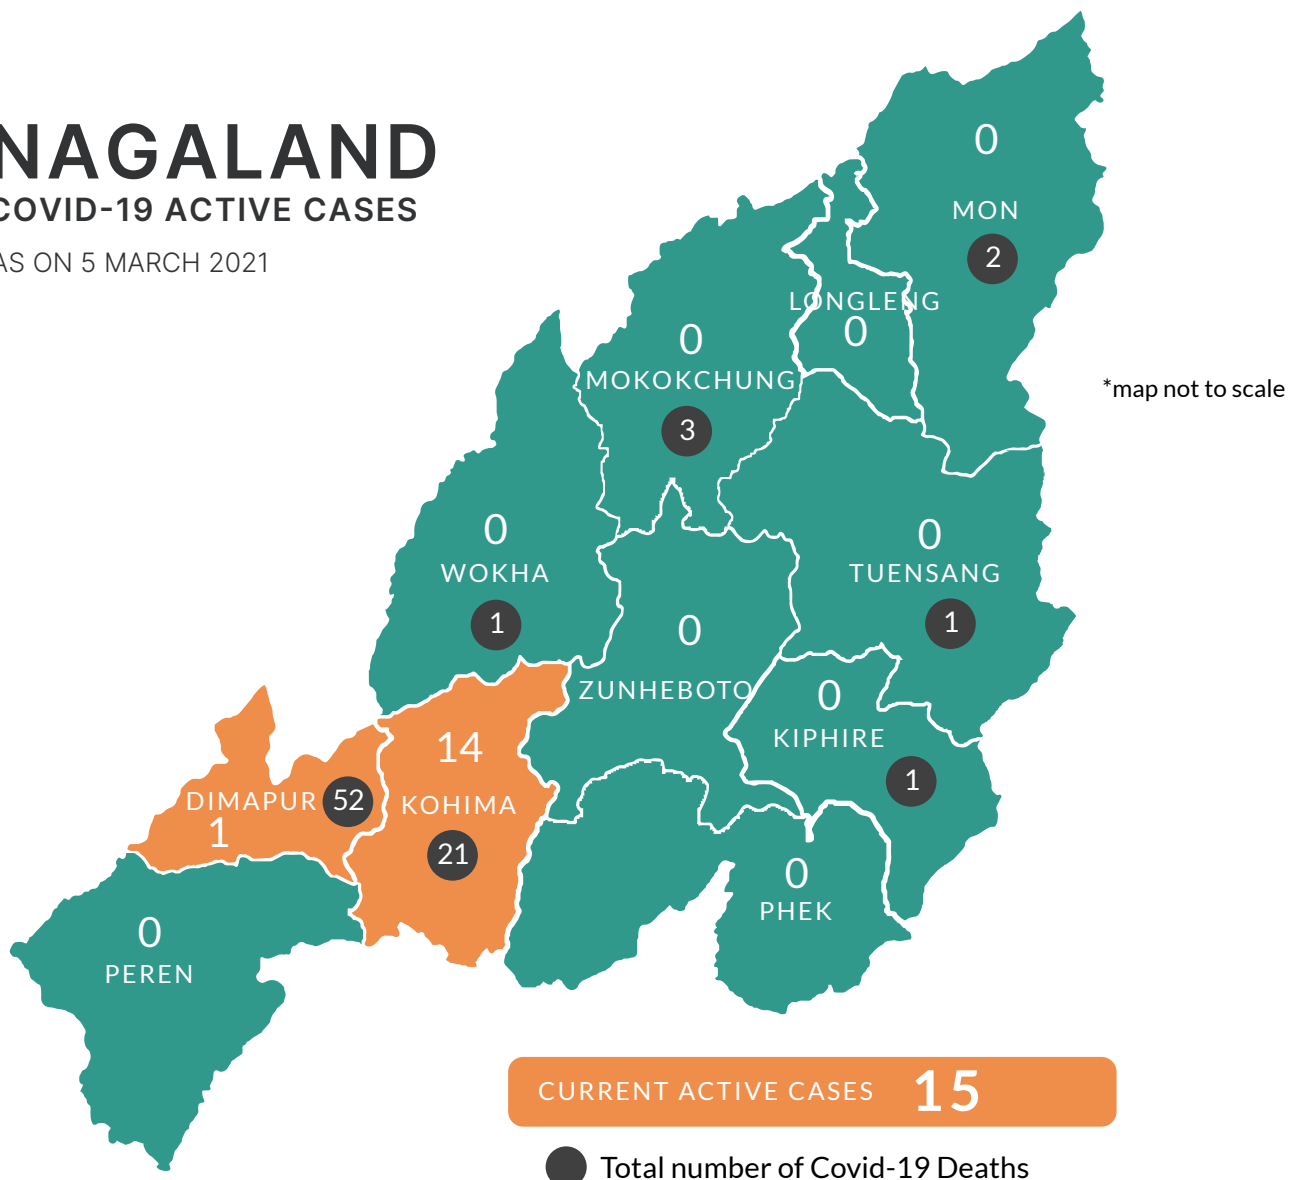 NAGALAND
COVID-19 ACTIVE CASES
AS ON 5 MARCH 2021
0
MON
2
LONGLENG
0
*map not to scale
0
MOKOKCHUNG
3
0
WOKHA
1
0
TUENSANG
1
0
ZUNHEBOTO
0
KIPHIRE
1
14
KOHIMA
21
DIMAPUR 52
1
0
PHEK
0
PEREN
CURRENT ACTIVE CASES 15
Total number of Covid-19 Deaths